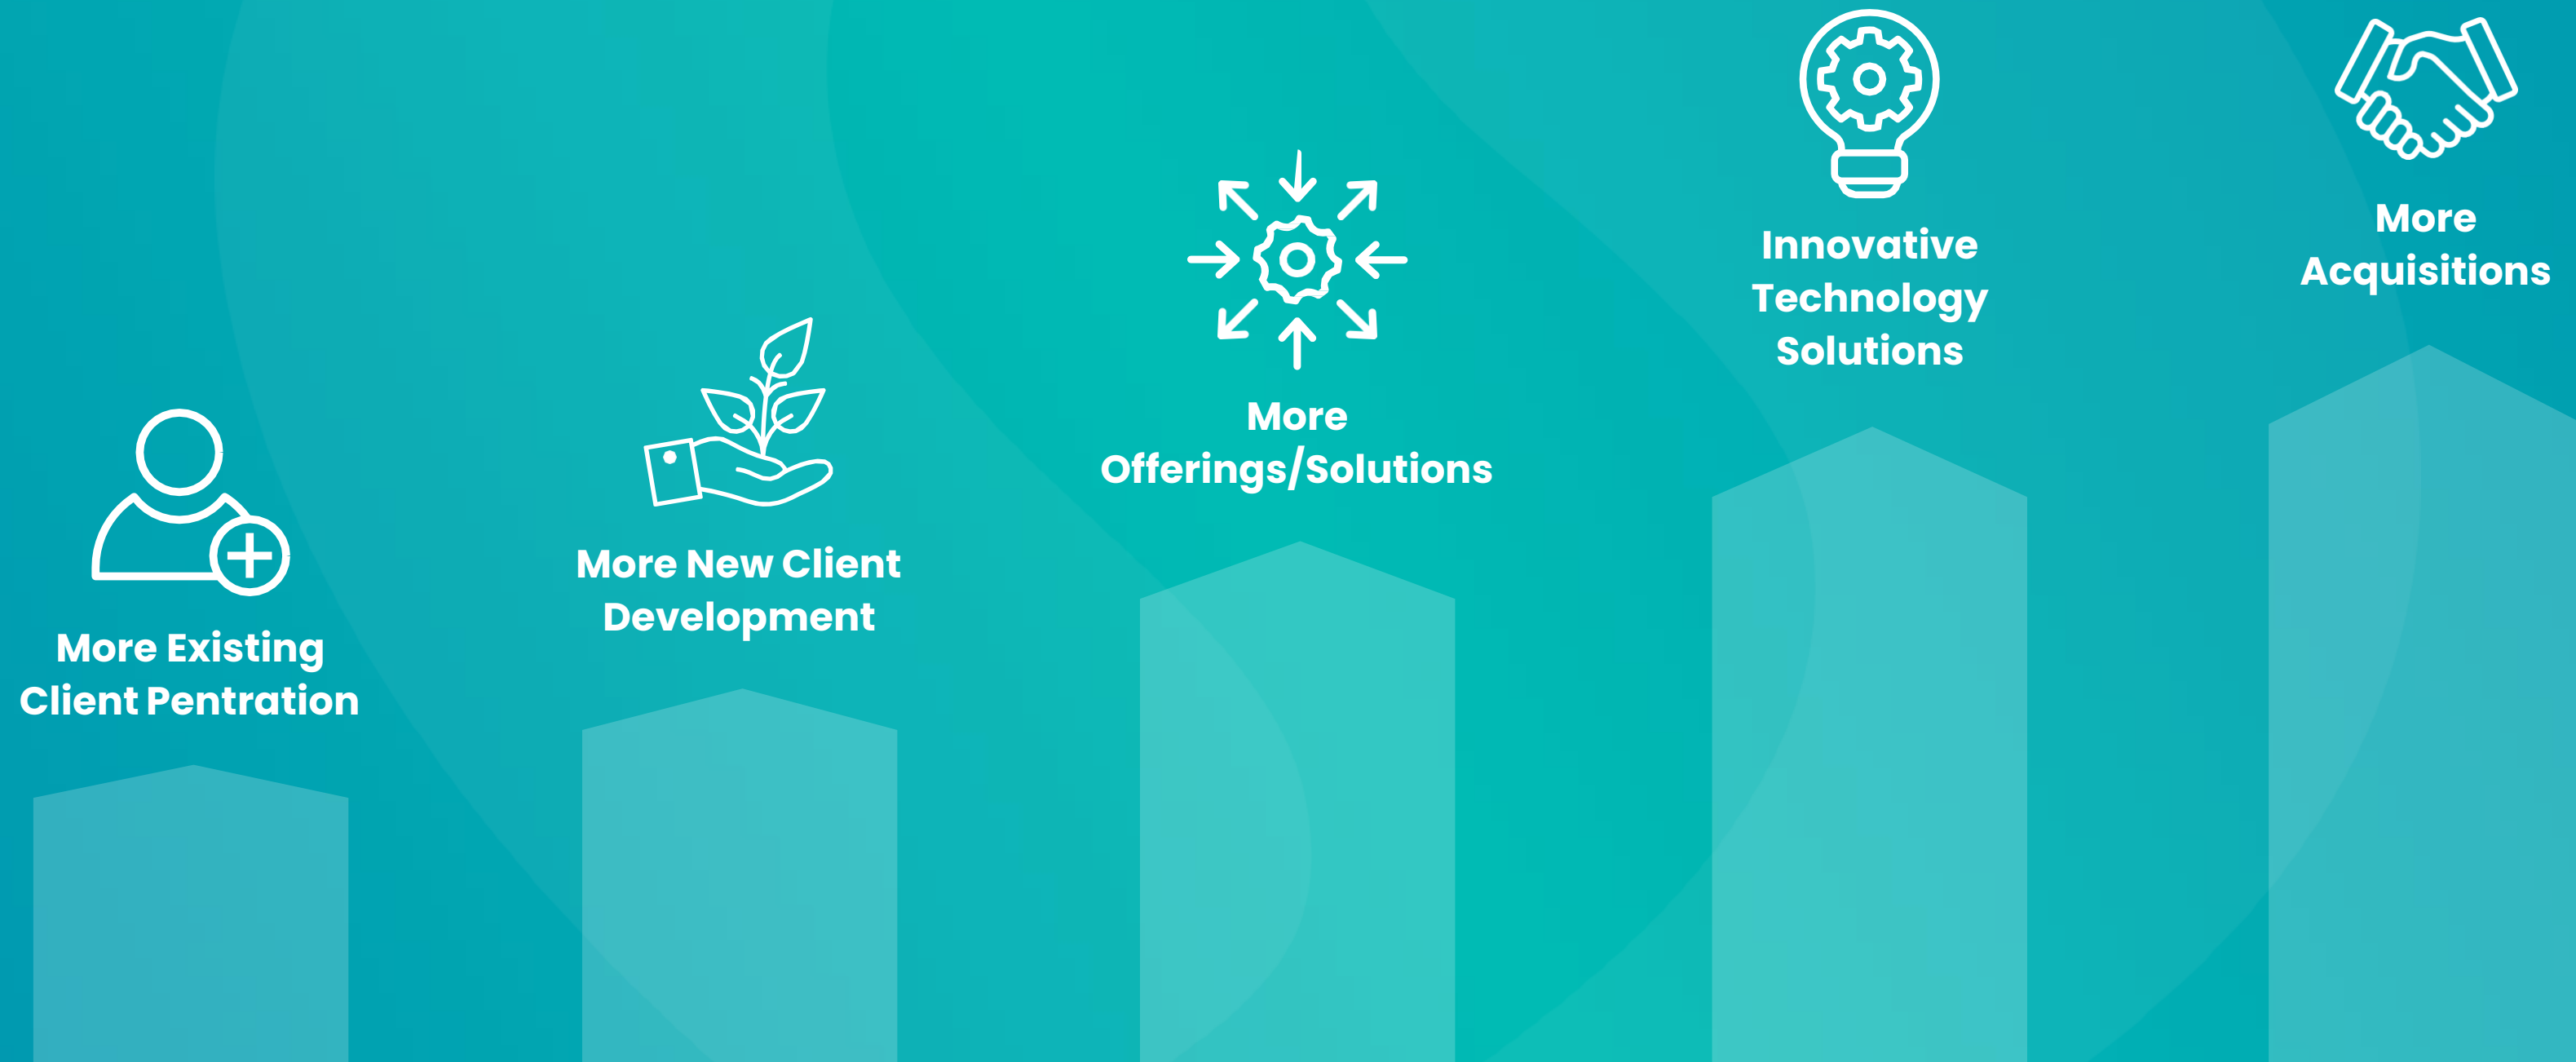 More Existing
Client Pentration
More New Client
Development
More
Offerings/Solutions
Innovative
Technology
Solutions
More
Acquisitions